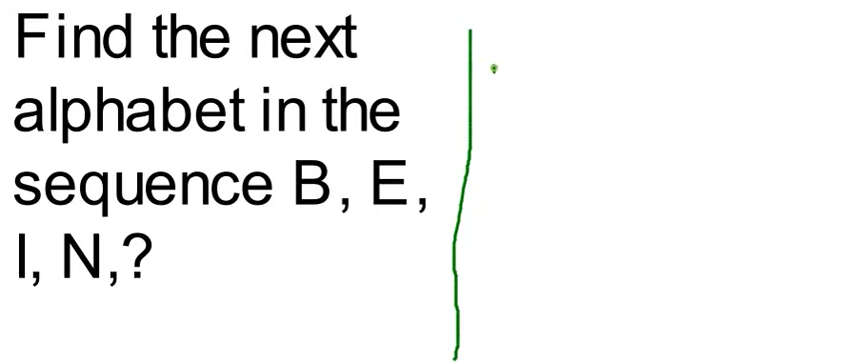 Find the next
alphabet in the
sequence B, E,
I, N,?